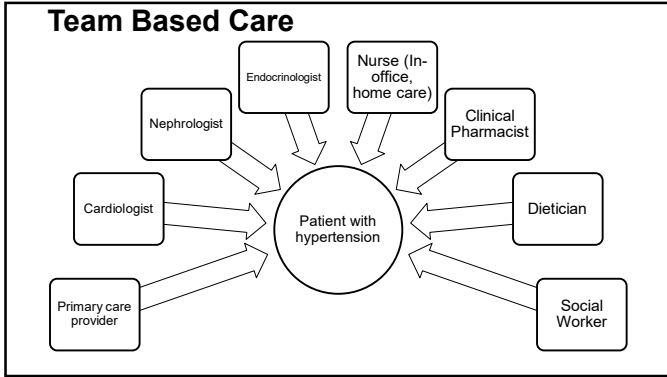 Team Based Care
Endocrinologist
Nurse (In-
office,
home care)
Nephrologist
Clinical
Pharmacist
Cardiologist
Dietician
Patient with
hypertension
Primary care
provider
Social
Worker